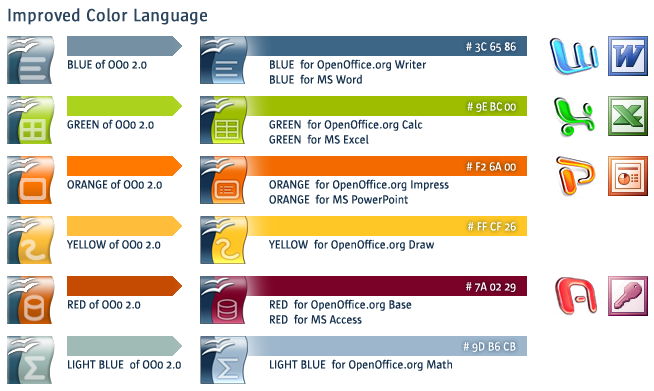 Improved Color Language
BLUE of OOo 2.0
# 3C 65 86
BLUE for OpenOffice.org Writer
BLUE for MS Word
W
GREEN of OOo 2.0
# 9E BC 00
GREEN for OpenOffice.org Calc
GREEN for MS Excel
X
ORANGE of OOo 2.0
# F2 6A 00
ORANGE for OpenOffice.org Impress
ORANGE for MS PowerPoint
YELLOW of OOo 2.0
# FF CF 26
YELLOW for OpenOffice.org Draw
RED of OOo 2.0
# 7A 02 29
RED for OpenOffice.org Base
RED for MS Access
LIGHT BLUE of OOo 2.0
# 9D B6 CB
LIGHT BLUE for OpenOffice.org Math